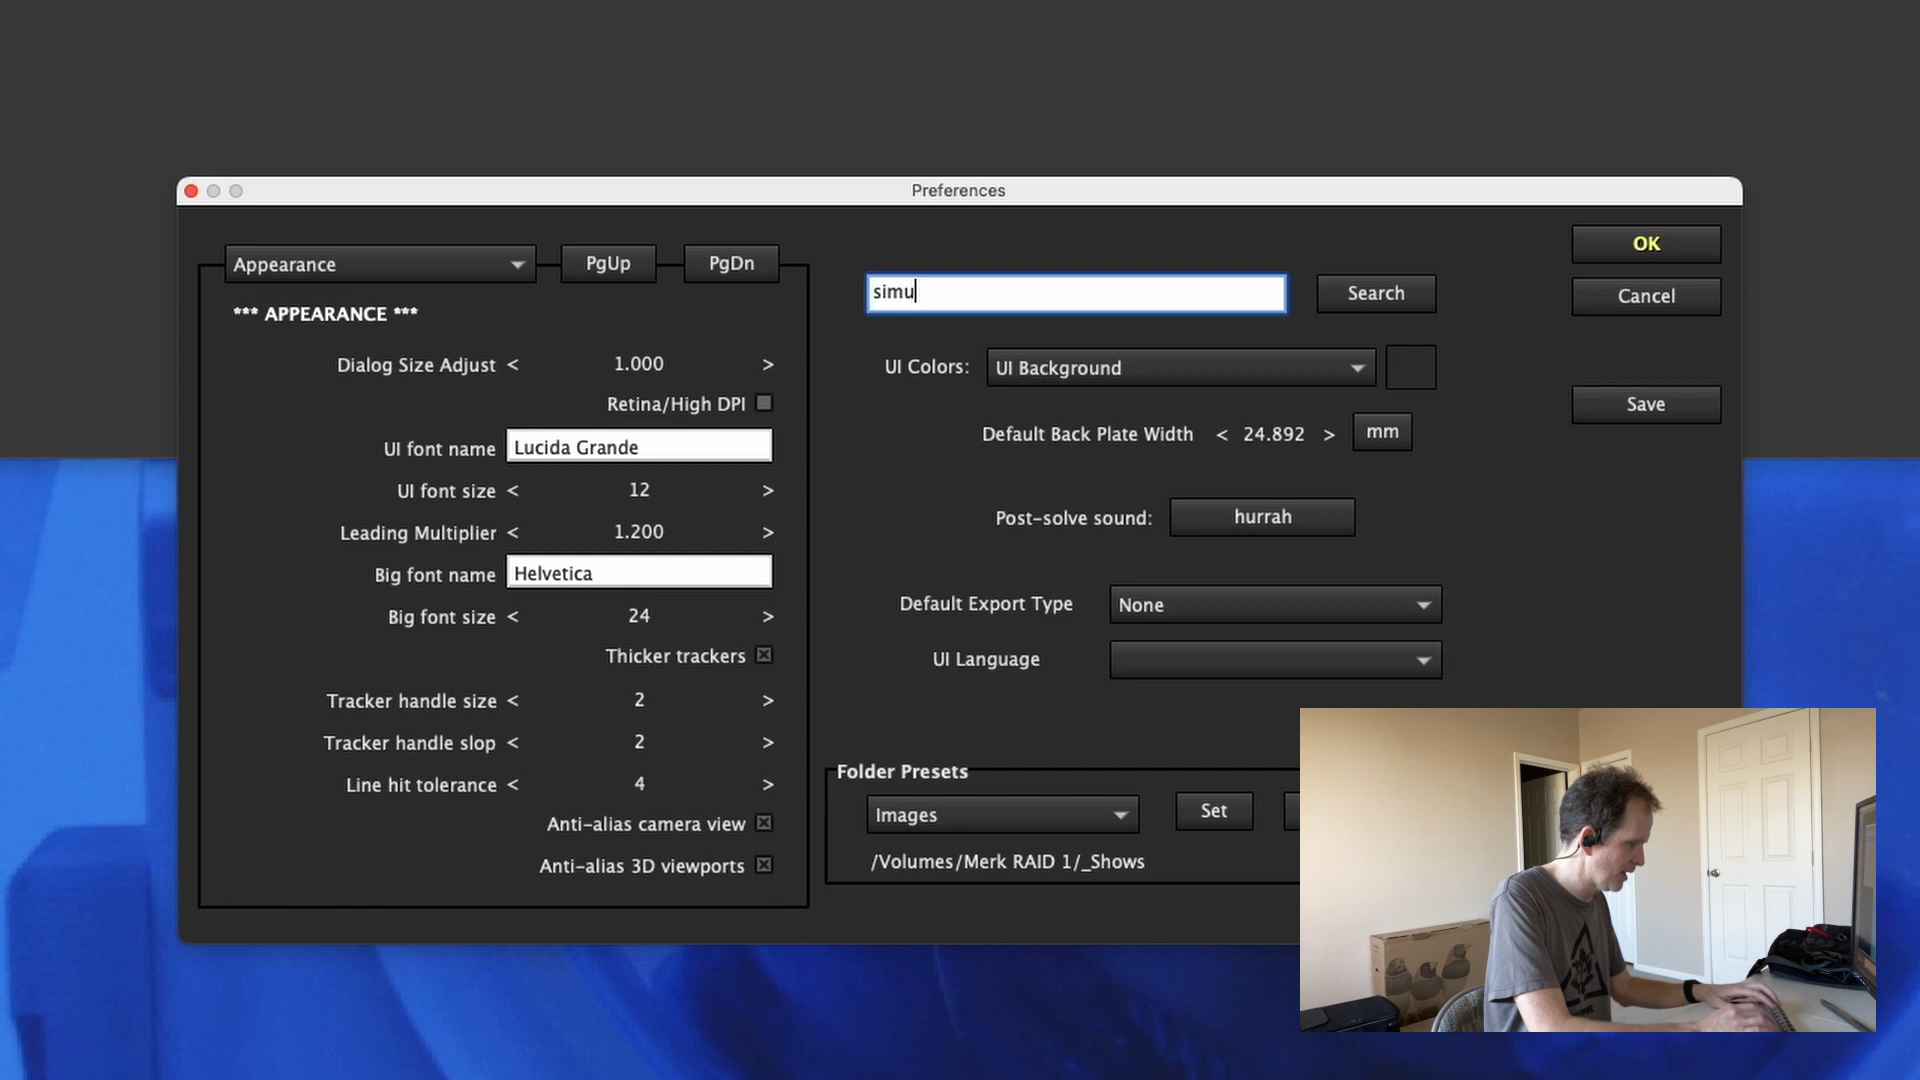 Preferences
Appearance
PgUp
PgDn
*** APPEARANCE ***
Dialog Size Adjust < 1.000 >
Retina/High DPI
UI font name Lucida Grande
UI font size < 12 >
Leading Multiplier < 1.200 >
Big font name Helvetica
Big font size < 24 >
Thicker trackers
Tracker handle size < 2 >
Tracker handle slop < 2 >
Line hit tolerance < 4 >
Anti-alias camera view
Anti-alias 3D viewports
simu
Search
UI Colors: UI Background
Default Back Plate Width < 24.892 > mm
Post-solve sound: hurrah
Default Export Type None
UI Language
Folder Presets
Images
Set
/Volumes/Merk RAID 1/_Shows
OK
Cancel
Save